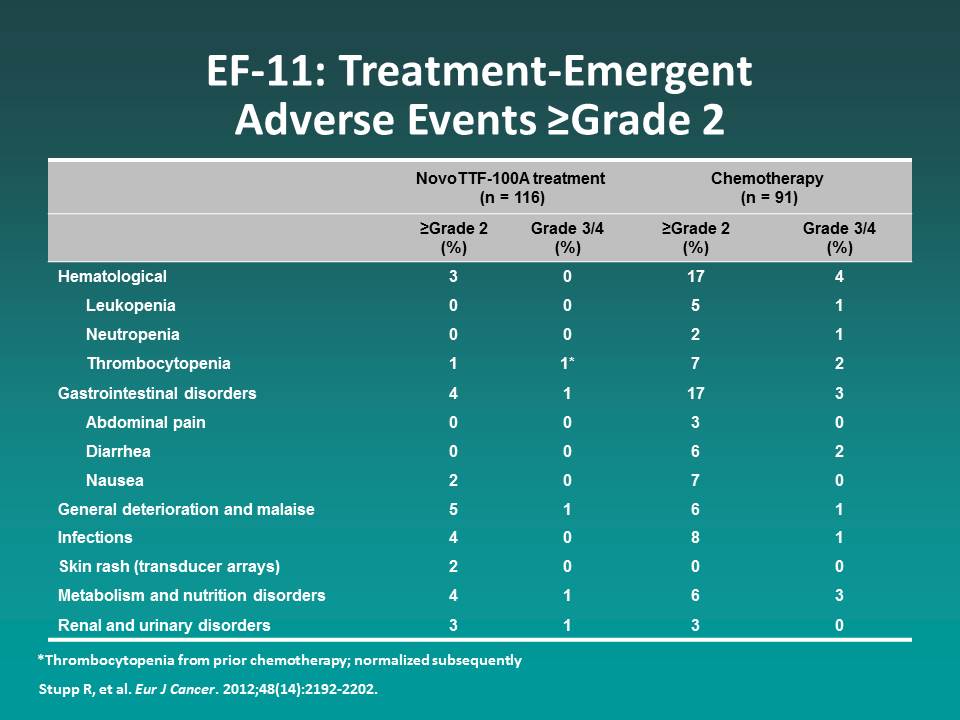 EF-11: Treatment-Emergent
Adverse Events ≥Grade 2
NovoTTF-100A treatment Chemotherapy
(n = 116) (n = 91)
≥Grade 2 Grade 3/4 ≥Grade 2 Grade 3/4
(%) (%) (%) (%)
Hematological 3 0 17 4
Leukopenia 0 0 5 1
Neutropenia 0 0 2 1
Thrombocytopenia 1 1* 7 2
Gastrointestinal disorders 4 1 17 3
Abdominal pain 0 0 3 0
Diarrhea 0 0 6 2
Nausea 2 0 7 0
General deterioration and malaise 5 1 6 1
Infections 4 0 8 1
Skin rash (transducer arrays) 2 0 0 0
Metabolism and nutrition disorders 4 1 6 3
Renal and urinary disorders 3 1 3 0
*Thrombocytopenia from prior chemotherapy; normalized subsequently
Stupp R, et al. Eur J Cancer. 2012;48(14):2192-2202.